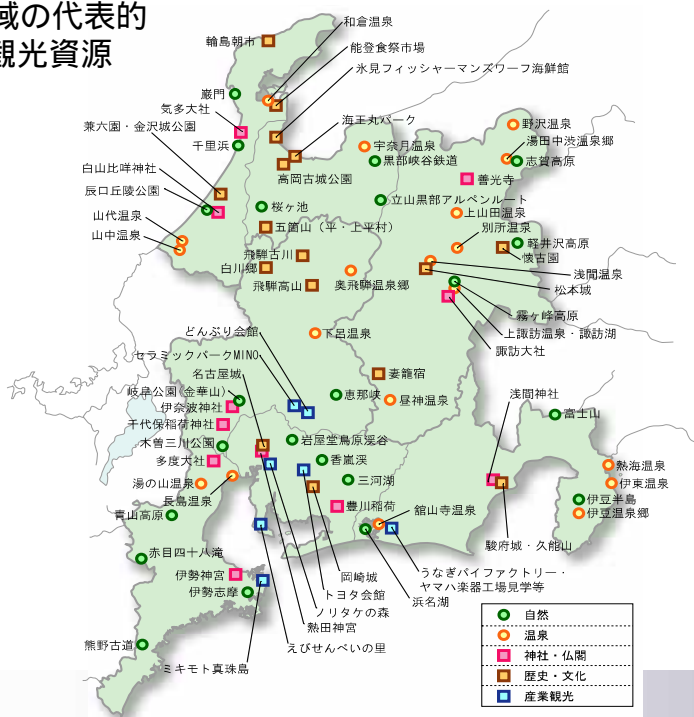 域の代表的
観光資源
和倉温泉
輪島朝市
能登食祭市場
氷見フィッシャーマンズワーフ海鮮館
巌門
気多大社
海王丸パーク
兼六園・金沢城公園
千里浜
宇奈月温泉
黒部峡谷鉄道
野沢温泉
湯田中渋温泉郷
志賀高原
高岡古城公園
善光寺
白山比咩神社
辰口丘陵公園
桜ヶ池
立山黒部アルペンルート
上山田温泉
山代温泉
五箇山（平・上平村）
別所温泉
山中温泉
軽井沢高原
懐古園
飛騨古川
白川郷
奥飛騨温泉郷
浅間温泉
飛騨高山
松本城
霧ヶ峰高原
上諏訪温泉・諏訪湖
諏訪大社
どんぶり会館
下呂温泉
セラミックパークMINO
名古屋城
妻籠宿
岐阜公園（金華山）
恵那峡
昼神温泉
浅間神社
伊奈波神社
富士山
千代保稲荷神社
木曽三川公園
岩屋堂鳥原渓谷
多度大社
香嵐渓
熱海温泉
湯の山温泉
三河湖
伊東温泉
長島温泉
伊豆半島
青山高原
豊川稲荷
舘山寺温泉
伊豆温泉郷
駿府城・久能山
赤目四十八滝
伊勢神宮
岡崎城
うなぎパイファクトリー・
ヤマハ楽器工場見学等
伊勢志摩
トヨタ会館
浜名湖
ノリタケの森
熱田神宮
えびせんべいの里
熊野古道
ミキモト真珠島
自然
温泉
神社・仏閣
歴史・文化
産業観光